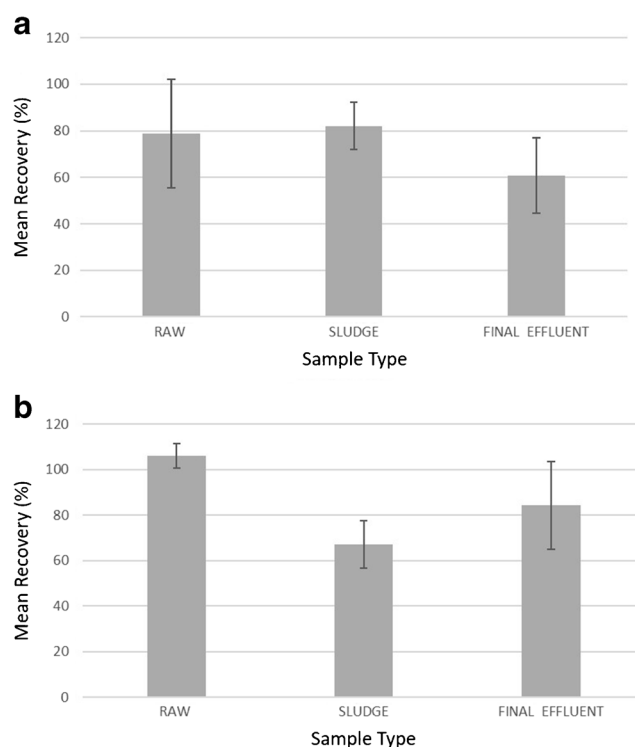 a
120
100
80
60
40
20
0
Mean Recovery (%)
RAW SLUDGE FINAL EFFLUENT
Sample Type
b
120
100
80
60
40
20
0
Mean Recovery (%)
RAW SLUDGE FINAL EFFLUENT
Sample Type